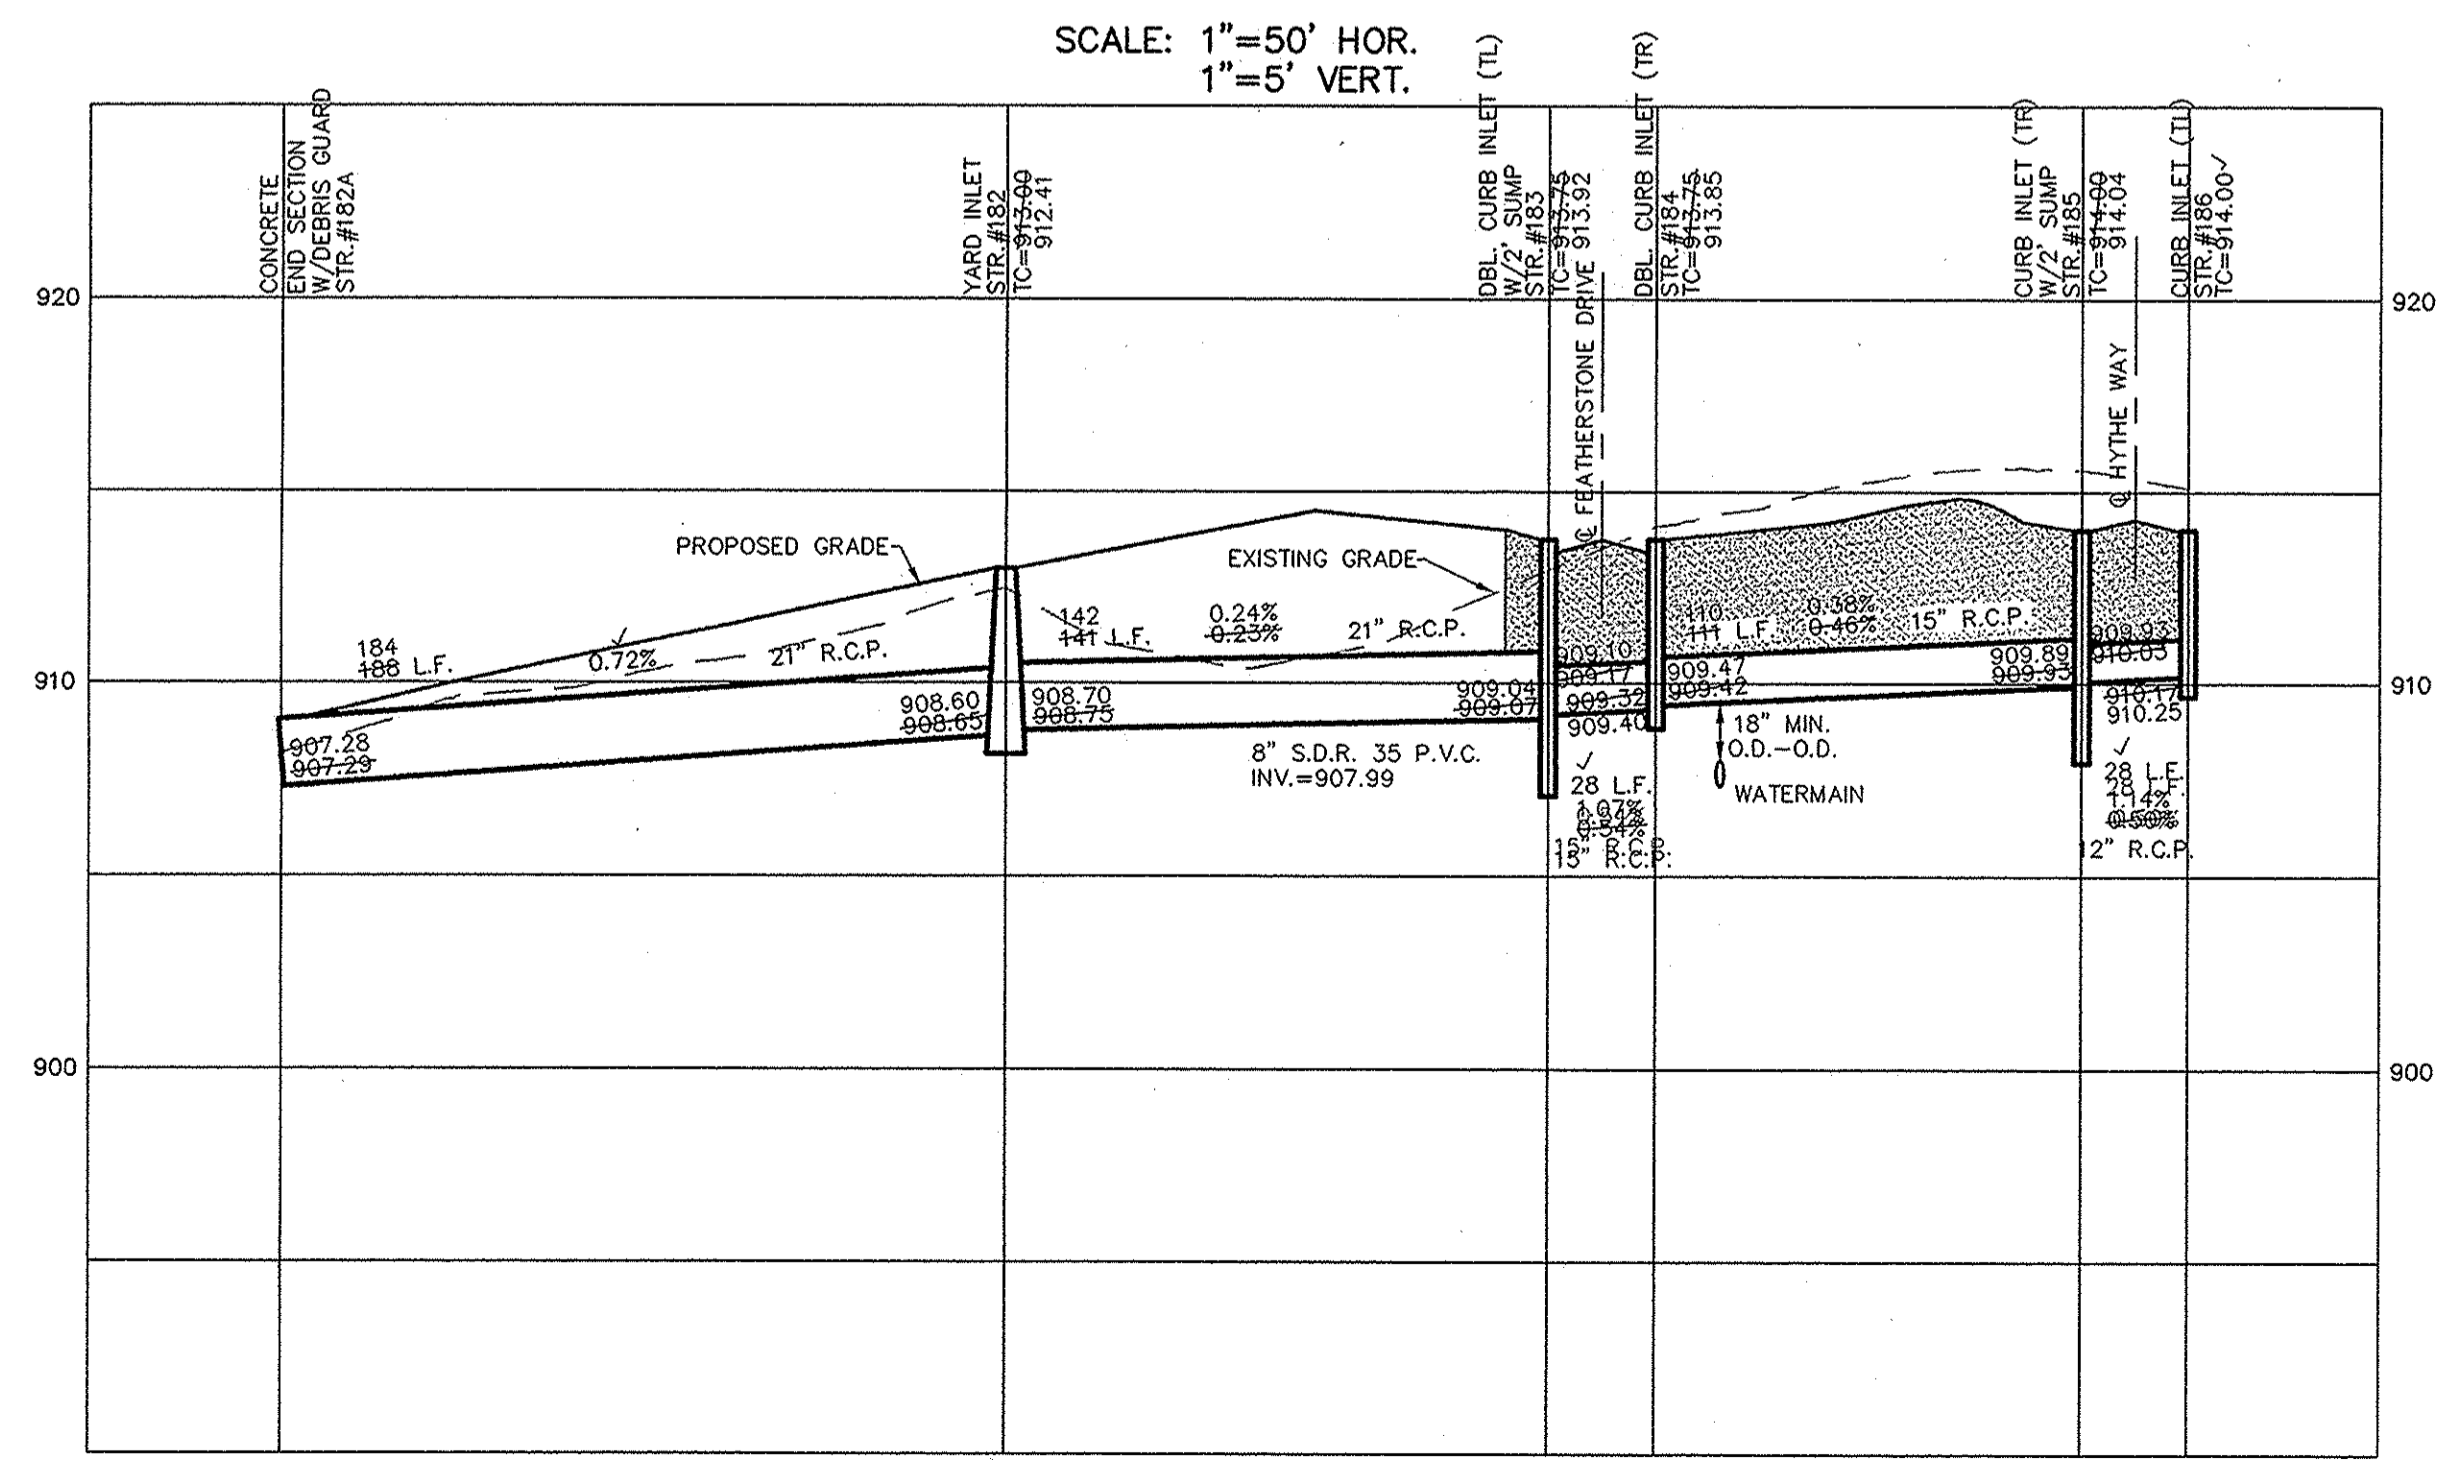 SCALE: 1"=50' HOR.
1"=5' VERT.
CONCRETE
END SECTION
W/DEBRIS GUARD
STR.#182A
YARD INLET
STR.#182
TC=913.00
912.41
DBL. CURB INLET (TL)
W/2' SUMP
STR.#183
TC=913.75
913.92
℄ FEATHERSTONE DRIVE
DBL. CURB INLET (TR)
STR.#184
TC=913.75
913.85
CURB INLET (TR)
W/2' SUMP
STR.#185
TC=914.00
914.04
℄ HYTHE WAY
CURB INLET (TL)
STR.#186
TC=914.00✓
920
920
PROPOSED GRADE
EXISTING GRADE
184
188 L.F.
✓
0.72%
21" R.C.P.
142
141 L.F.
0.24%
0.23%
21" R.C.P.
110
111 L.F.
0.38%
0.46%
15" R.C.P.
910
910
907.28
907.29
908.60
908.65
908.70
908.75
909.04
909.07
909.10
909.17
909.32
909.40
909.47
909.42
909.89
909.95
909.93
910.03
910.17
910.25
8" S.D.R. 35 P.V.C.
INV.=907.99
18" MIN.
O.D.-O.D.
WATERMAIN
✓
28 L.F.
1.07%
0.54%
15" R.C.P.
15" R.C.P.
✓
28 L.F.
28 L.F.
1.14%
0.50%
12" R.C.P.
900
900